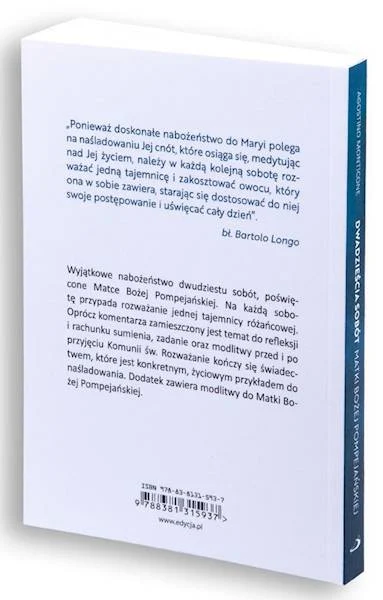 „Ponieważ doskonałe nabożeństwo do Maryi polega
na naśladowaniu Jej cnót, które osiąga się, medytując
nad Jej życiem, należy w każdą kolejną sobotę roz-
ważać jedną tajemnicę i zakosztować owocu, który
ona w sobie zawiera, starając się dostosować do niej
swoje postępowanie i uświęcać cały dzień”.
bł. Bartolo Longo
Wyjątkowe nabożeństwo dwudziestu sobót, poświę-
cone Matce Bożej Pompejańskiej. Na każdą sobo-
tę przypada rozważanie jednej tajemnicy różańcowej.
Oprócz komentarza zamieszczony jest temat do refleksji
i rachunku sumienia, zadanie oraz modlitwy przed i po
przyjęciu Komunii św. Rozważanie kończy się świadec-
twem, które jest konkretnym, życiowym przykładem do
naśladowania. Dodatek zawiera modlitwy do Matki Bo-
żej Pompejańskiej.
ISBN 978-83-8131-593-7
9 788381 315937 >
www.edycja.pl
AGOSTINO MONTICONE
DWADZIEŚCIA SOBÓT MATKI BOŻEJ POMPEJAŃSKIEJ